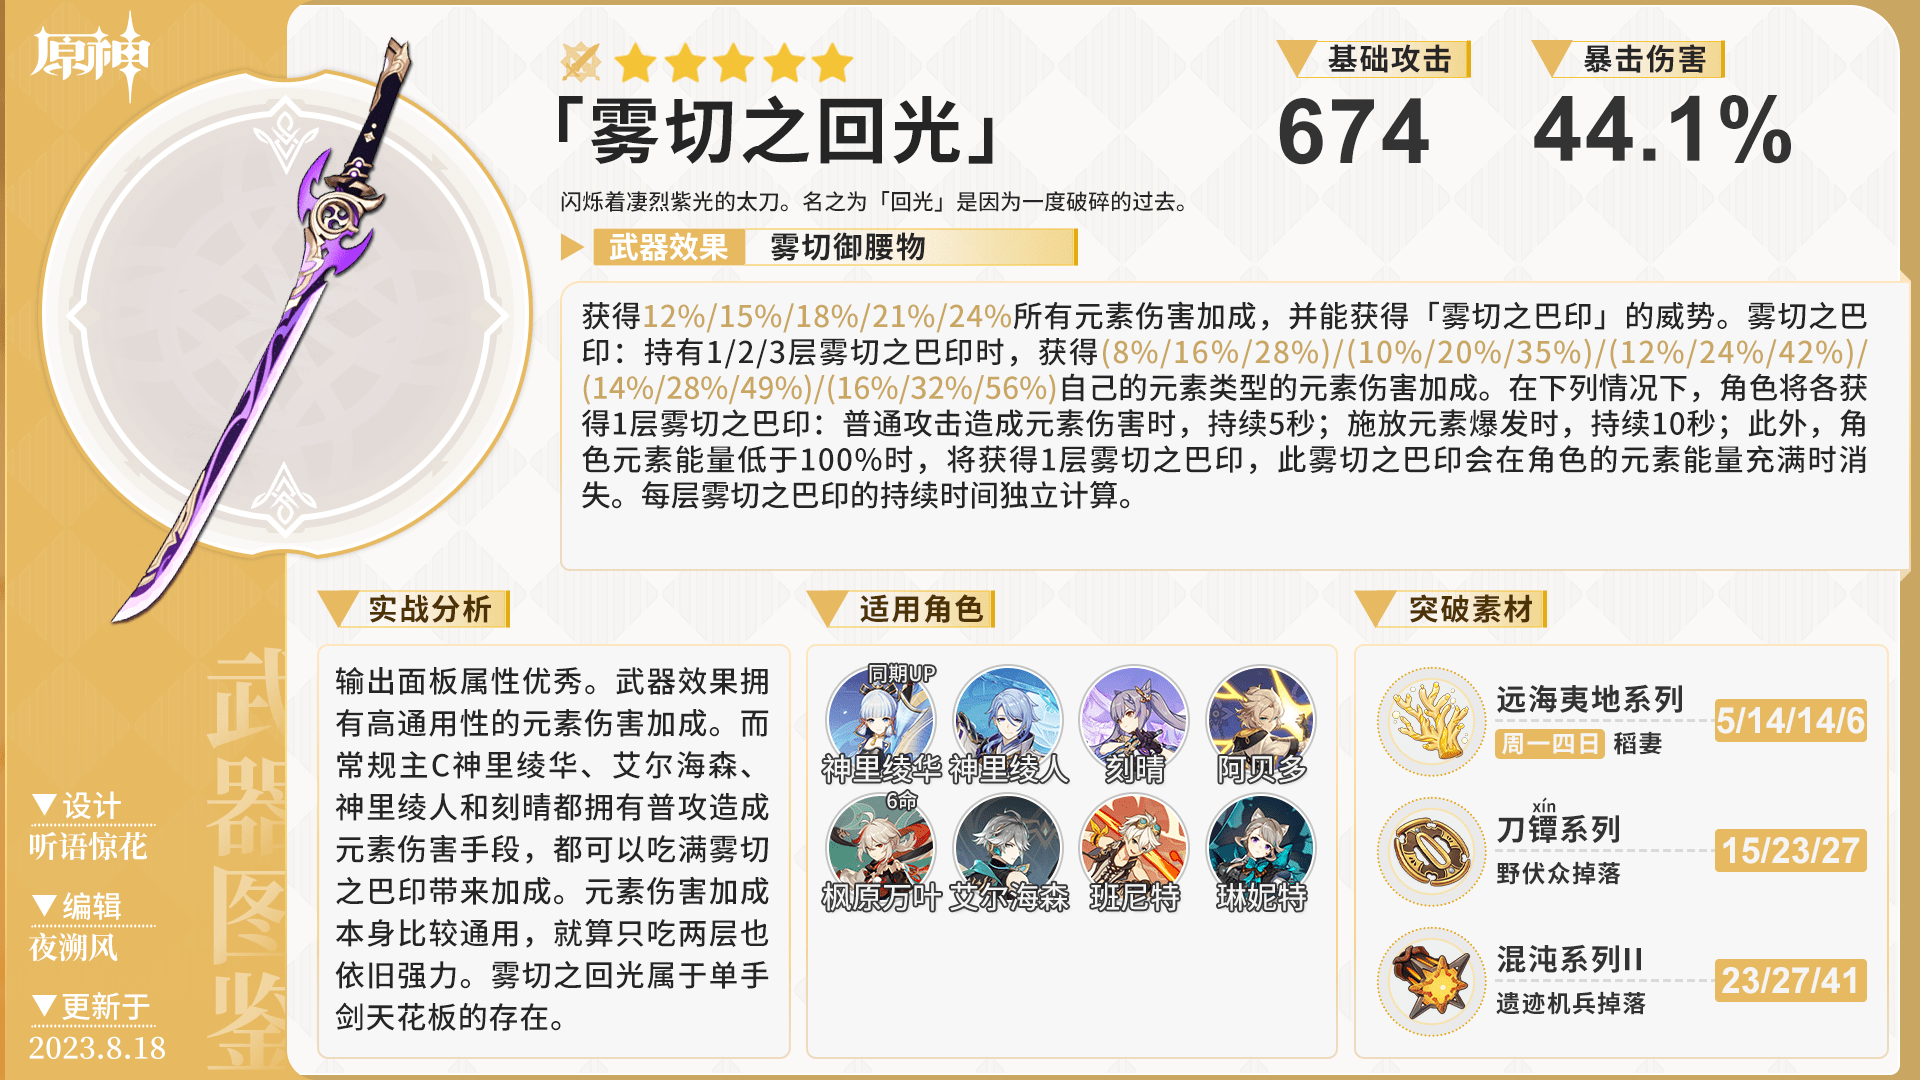 原神
基础攻击
暴击伤害
「雾切之回光」
674
44.1%
闪烁着凄烈紫光的太刀。名之为「回光」是因为一度破碎的过去。
武器效果
雾切御腰物
获得12%/15%/18%/21%/24%所有元素伤害加成，并能获得「雾切之巴印」的威势。雾切之巴
印：持有1/2/3层雾切之巴印时，获得(8%/16%/28%)/(10%/20%/35%)/(12%/24%/42%)/
(14%/28%/49%)/(16%/32%/56%)自己的元素类型的元素伤害加成。在下列情况下，角色将各获
得1层雾切之巴印：普通攻击造成元素伤害时，持续5秒；施放元素爆发时，持续10秒；此外，角
色元素能量低于100%时，将获得1层雾切之巴印，此雾切之巴印会在角色的元素能量充满时消
失。每层雾切之巴印的持续时间独立计算。
实战分析
输出面板属性优秀。武器效果拥
有高通用性的元素伤害加成。而
常规主C神里绫华、艾尔海森、
神里绫人和刻晴都拥有普攻造成
元素伤害手段，都可以吃满雾切
之巴印带来加成。元素伤害加成
本身比较通用，就算只吃两层也
依旧强力。雾切之回光属于单手
剑天花板的存在。
适用角色
同期UP
神里绫华
神里绫人
刻晴
阿贝多
6命
枫原万叶
艾尔海森
班尼特
琳妮特
突破素材
远海夷地系列
周一四日 稻妻
5/14/14/6
xín
刀镡系列
野伏众掉落
15/23/27
混沌系列II
遗迹机兵掉落
23/27/41
武器图鉴
▼设计
听语惊花
▼编辑
夜溯风
▼更新于
2023.8.18